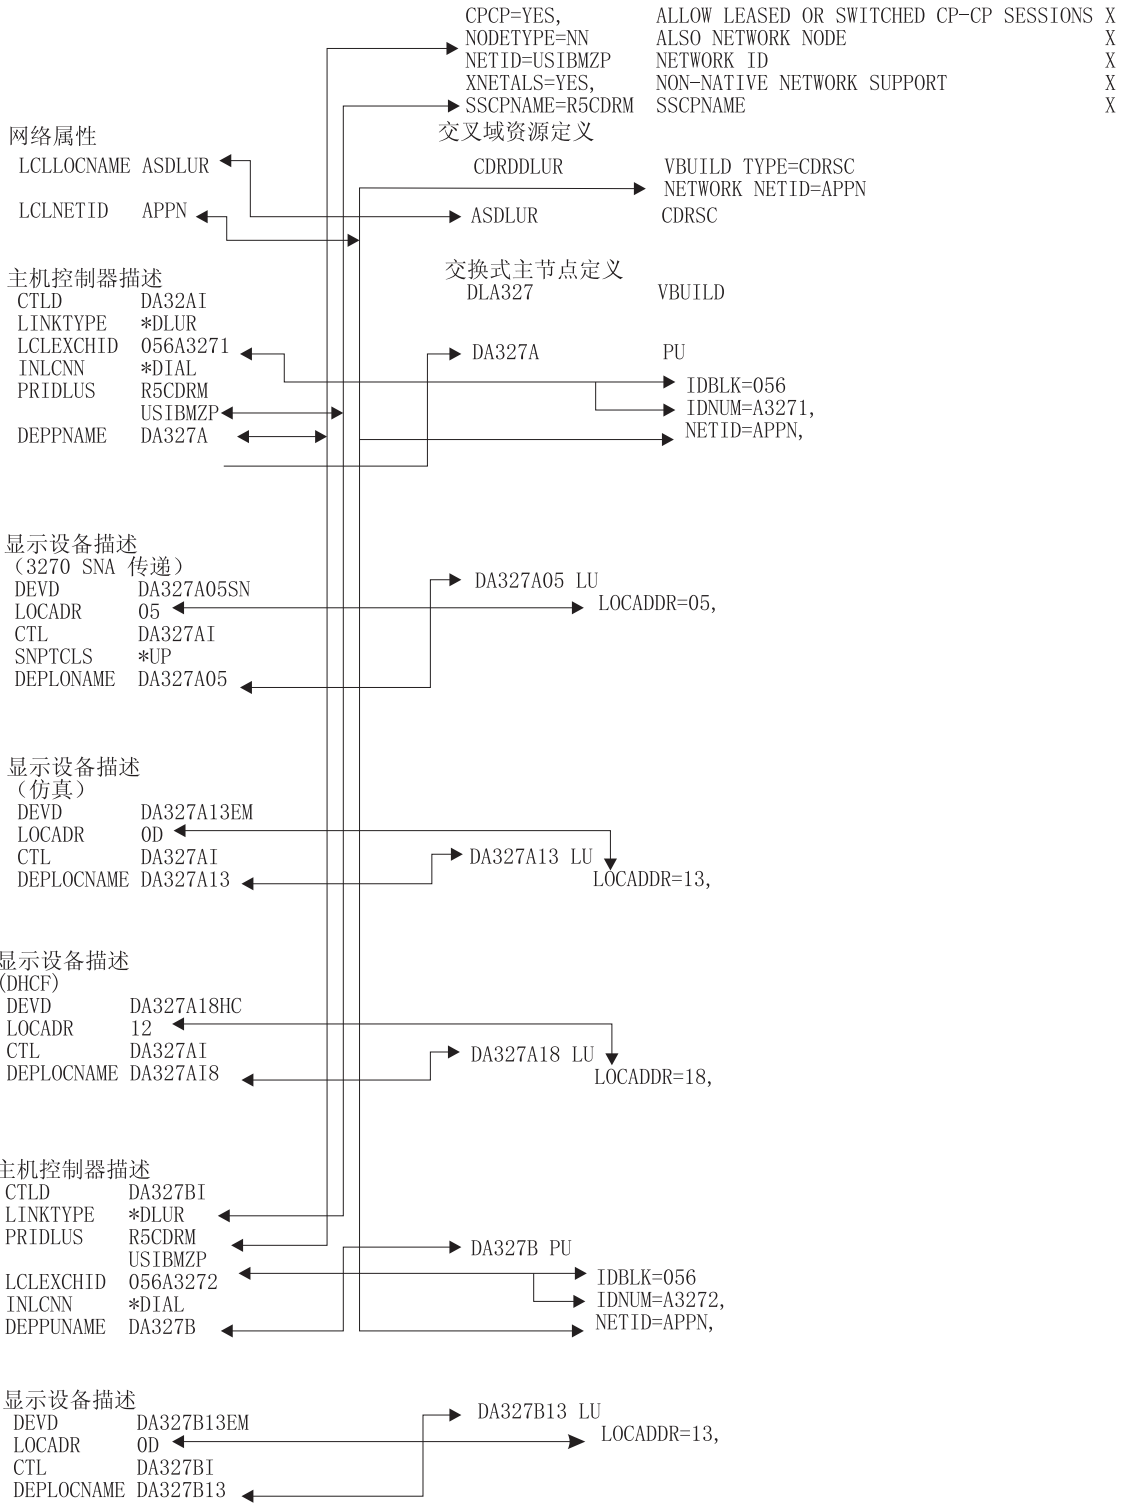 CPCP=YES, ALLOW LEASED OR SWITCHED CP-CP SESSIONS X
NODETYPE=NN ALSO NETWORK NODE X
NETID=USIBMZP NETWORK ID X
XNETALS=YES, NON-NATIVE NETWORK SUPPORT X
SSCPNAME=R5CDRM SSCPNAME X
网络属性
LCLLOCNAME ASDLUR
LCLNETID APPN
交叉域资源定义
CDRDDLUR VBUILD TYPE=CDRSC
NETWORK NETID=APPN
ASDLUR CDRSC
主机控制器描述
CTLD DA32AI
LINKTYPE *DLUR
LCLEXCHID 056A3271
INLCNN *DIAL
PRIDLUS R5CDRM
USIBMZP
DEPPNAME DA327A
交换式主节点定义
DLA327 VBUILD
DA327A PU
IDBLK=056
IDNUM=A3271,
NETID=APPN,
显示设备描述
（3270 SNA 传递）
DEVD DA327A05SN
LOCADR 05
CTL DA327AI
SNPTCLS *UP
DEPLONAME DA327A05
DA327A05 LU
LOCADDR=05,
显示设备描述
（仿真）
DEVD DA327A13EM
LOCADR 0D
CTL DA327AI
DEPLOCNAME DA327A13
DA327A13 LU
LOCADDR=13,
显示设备描述
(DHCF)
DEVD DA327A18HC
LOCADR 12
CTL DA327AI
DEPLOCNAME DA327AI8
DA327A18 LU
LOCADDR=18,
主机控制器描述
CTLD DA327BI
LINKTYPE *DLUR
PRIDLUS R5CDRM
USIBMZP
LCLEXCHID 056A3272
INLCNN *DIAL
DEPPUNAME DA327B
DA327B PU
IDBLK=056
IDNUM=A3272,
NETID=APPN,
显示设备描述
DEVD DA327B13EM
LOCADR 0D
CTL DA327BI
DEPLOCNAME DA327B13
DA327B13 LU
LOCADDR=13,